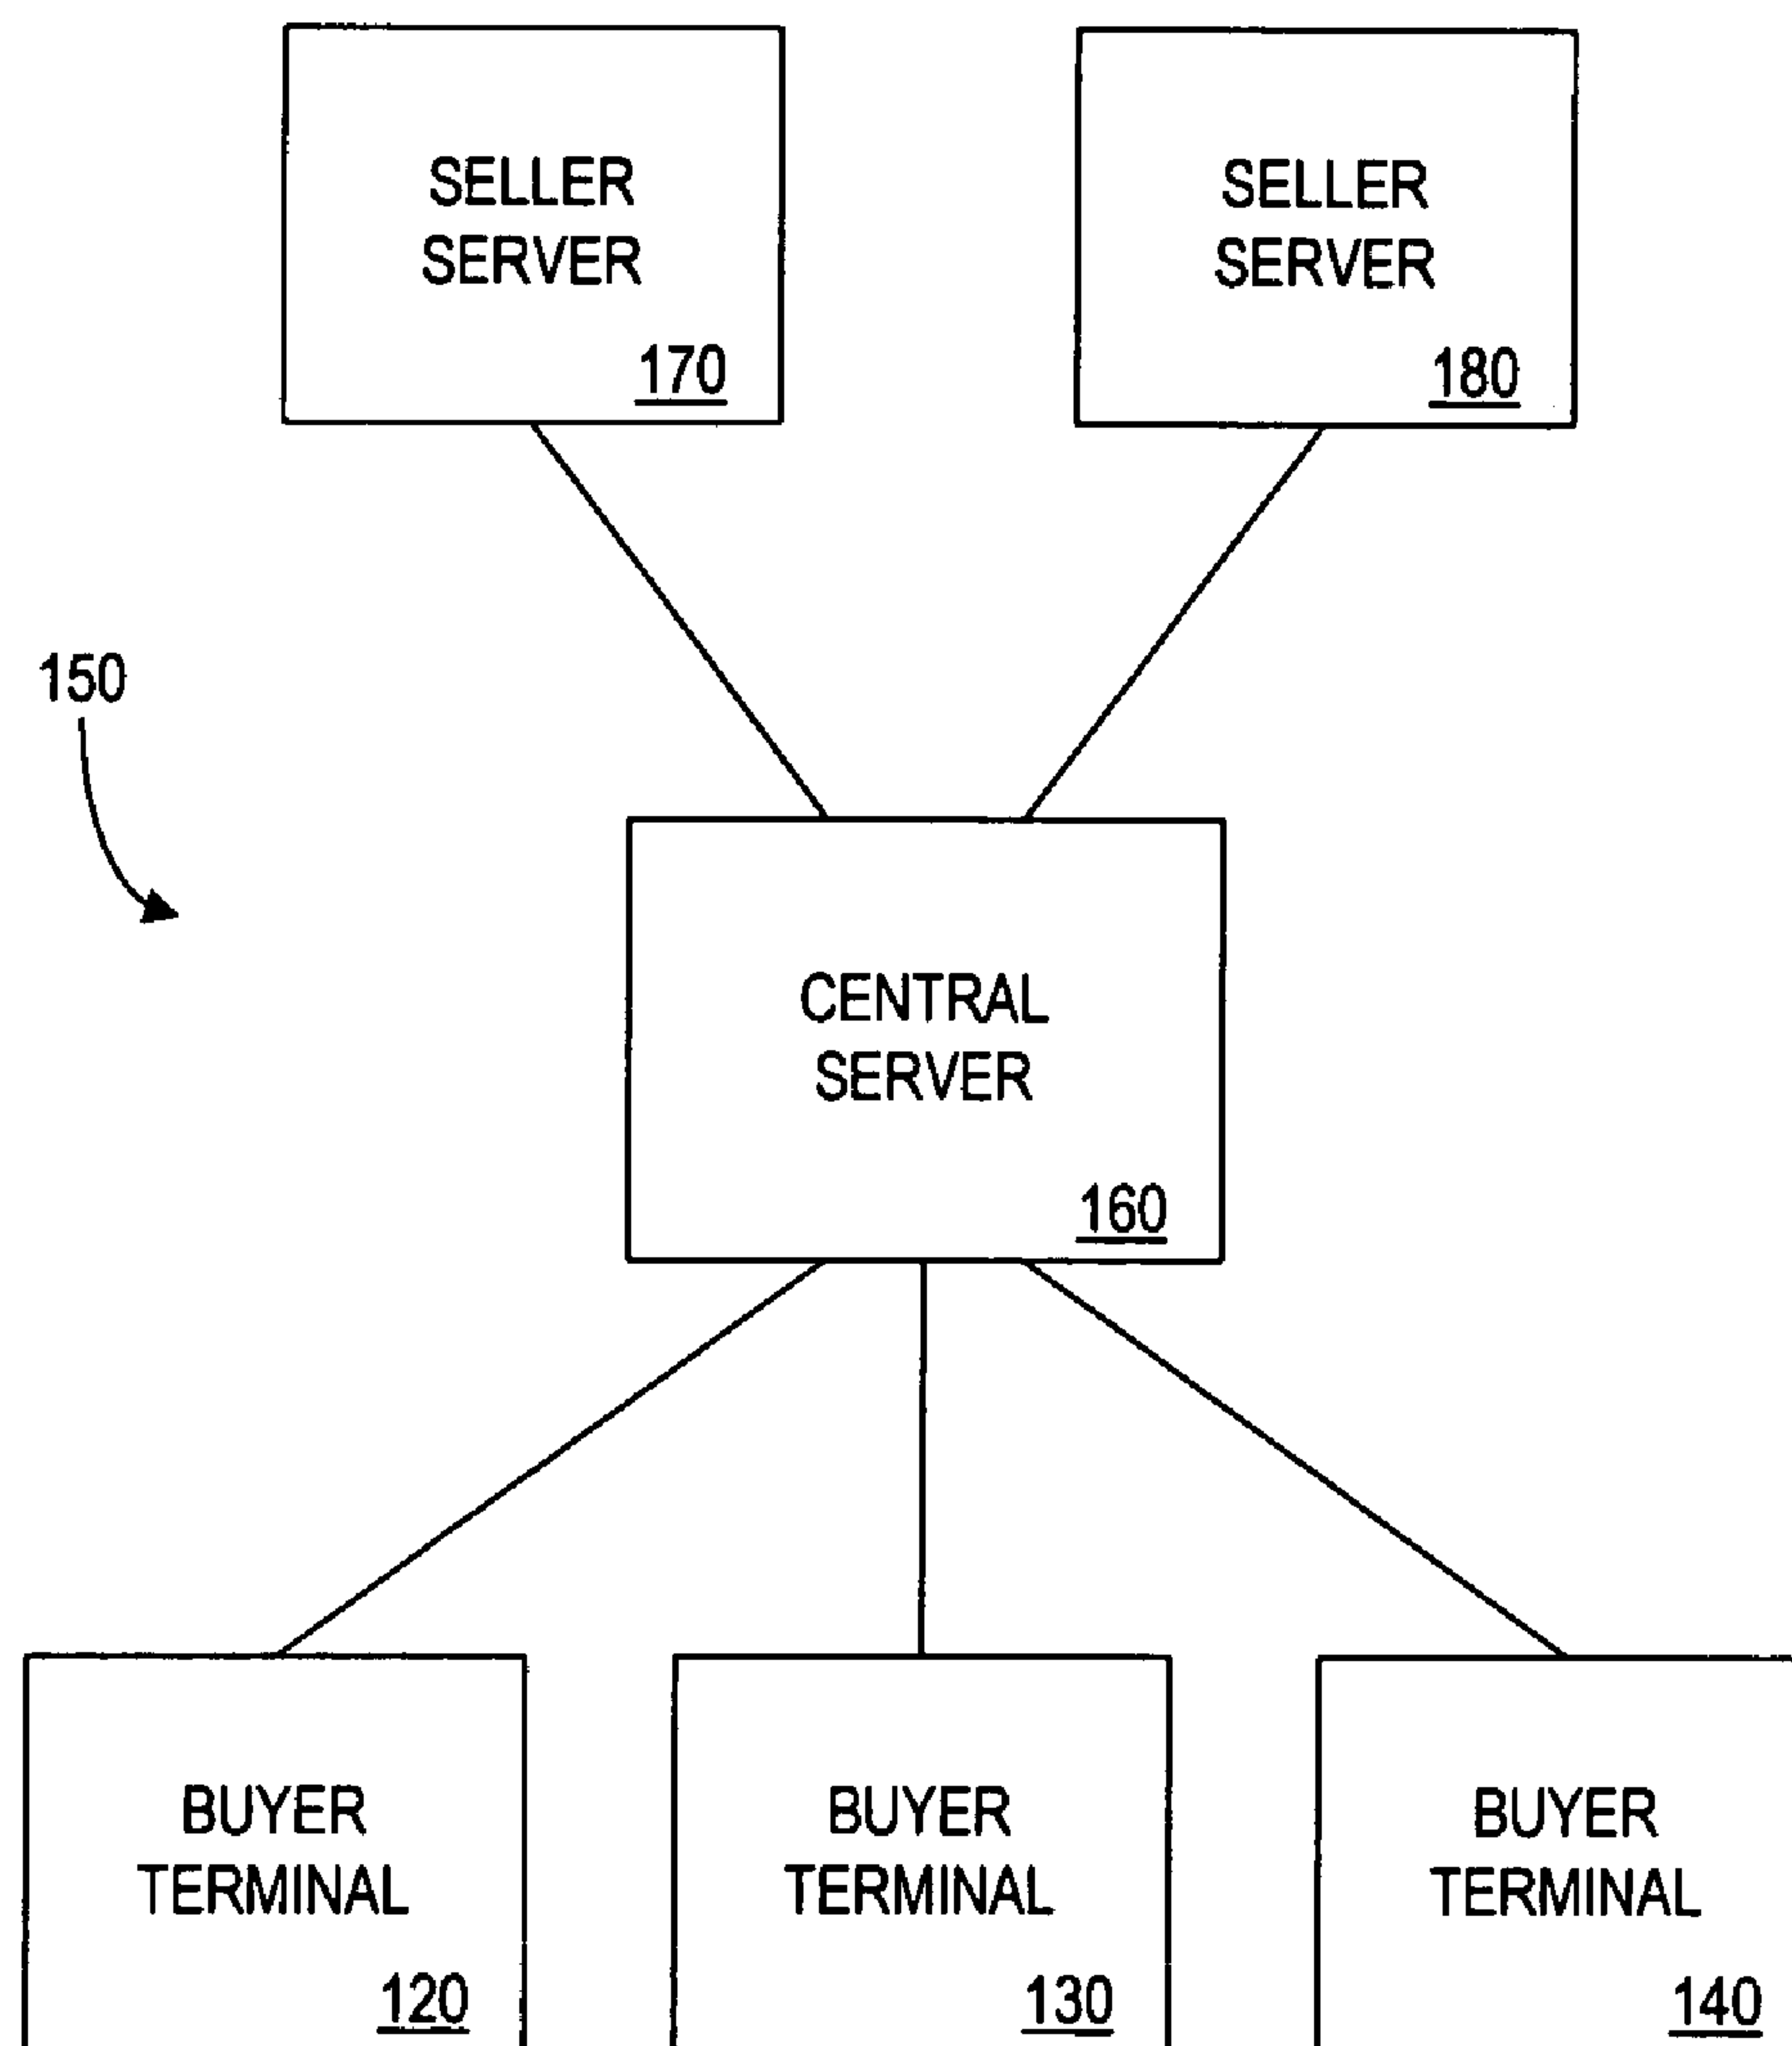 SELLER
SERVER
170
SELLER
SERVER
180
150
CENTRAL
SERVER
160
BUYER
TERMINAL
120
BUYER
TERMINAL
130
BUYER
TERMINAL
140